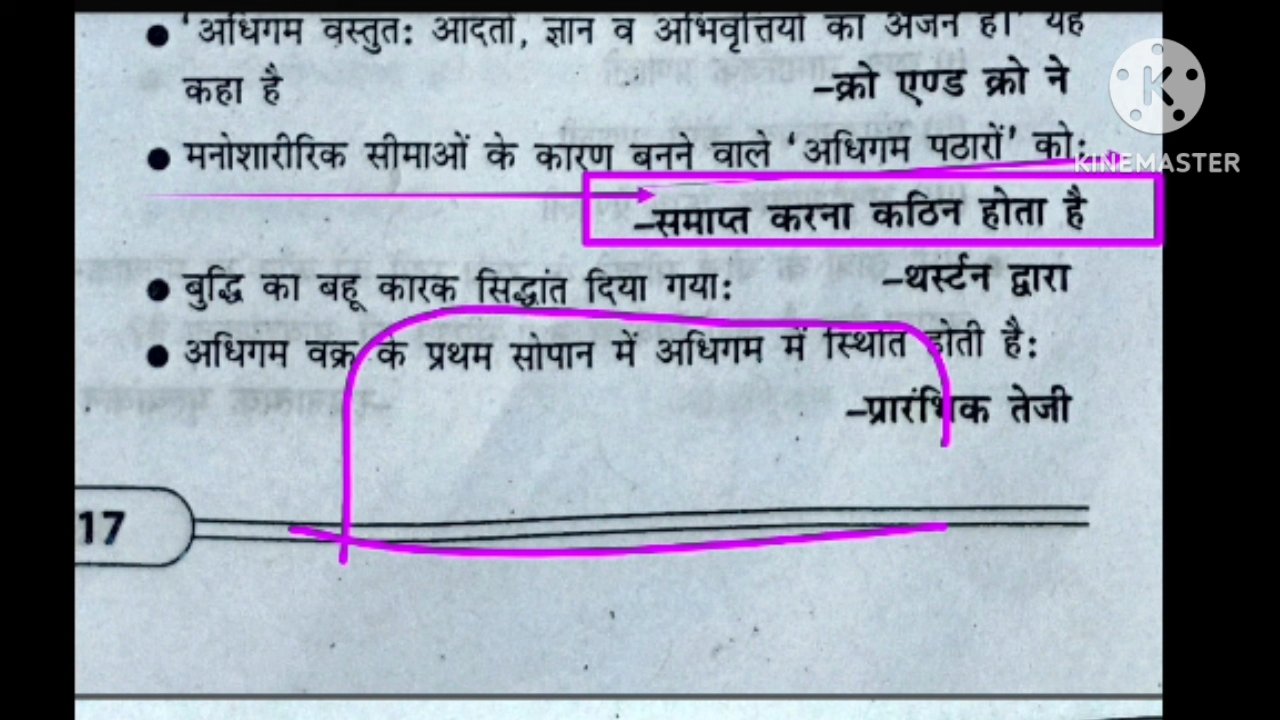 'अधिगम वस्तुतः आदतों, ज्ञान व अभिवृत्तियों का अर्जन है।' यह
कहा है –क्रो एण्ड क्रो ने
मनोशारीरिक सीमाओं के कारण बनने वाले 'अधिगम पठारों' को:
–समाप्त करना कठिन होता है
बुद्धि का बहू कारक सिद्धांत दिया गया: –थर्स्टन द्वारा
अधिगम वक्र के प्रथम सोपान में अधिगम में स्थिति होती है:
–प्रारंभिक तेजी
17
K
KINEMASTER